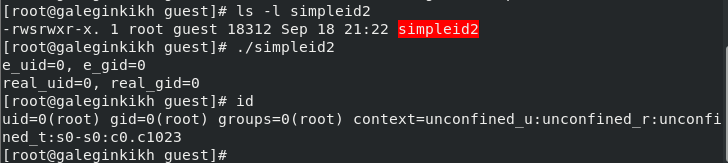 [root@galeginkikh guest]# ls -l simpleid2
-rwsrwxr-x. 1 root guest 18312 Sep 18 21:22 simpleid2
[root@galeginkikh guest]# ./simpleid2
e_uid=0, e_gid=0
real_uid=0, real_gid=0
[root@galeginkikh guest]# id
uid=0(root) gid=0(root) groups=0(root) context=unconfined_u:unconfined_r:unconfi
ned_t:s0-s0:c0.c1023
[root@galeginkikh guest]#